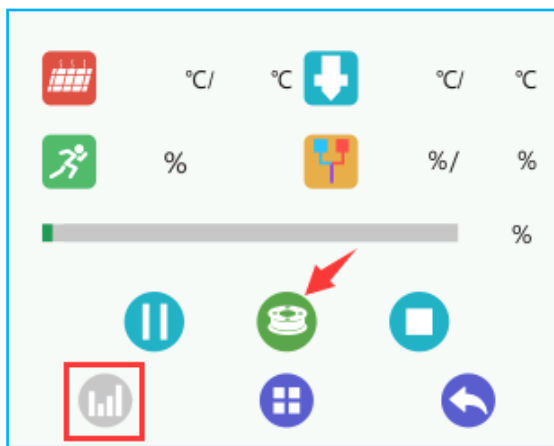 ℃/ ℃ ℃/ ℃
% %/ %
%